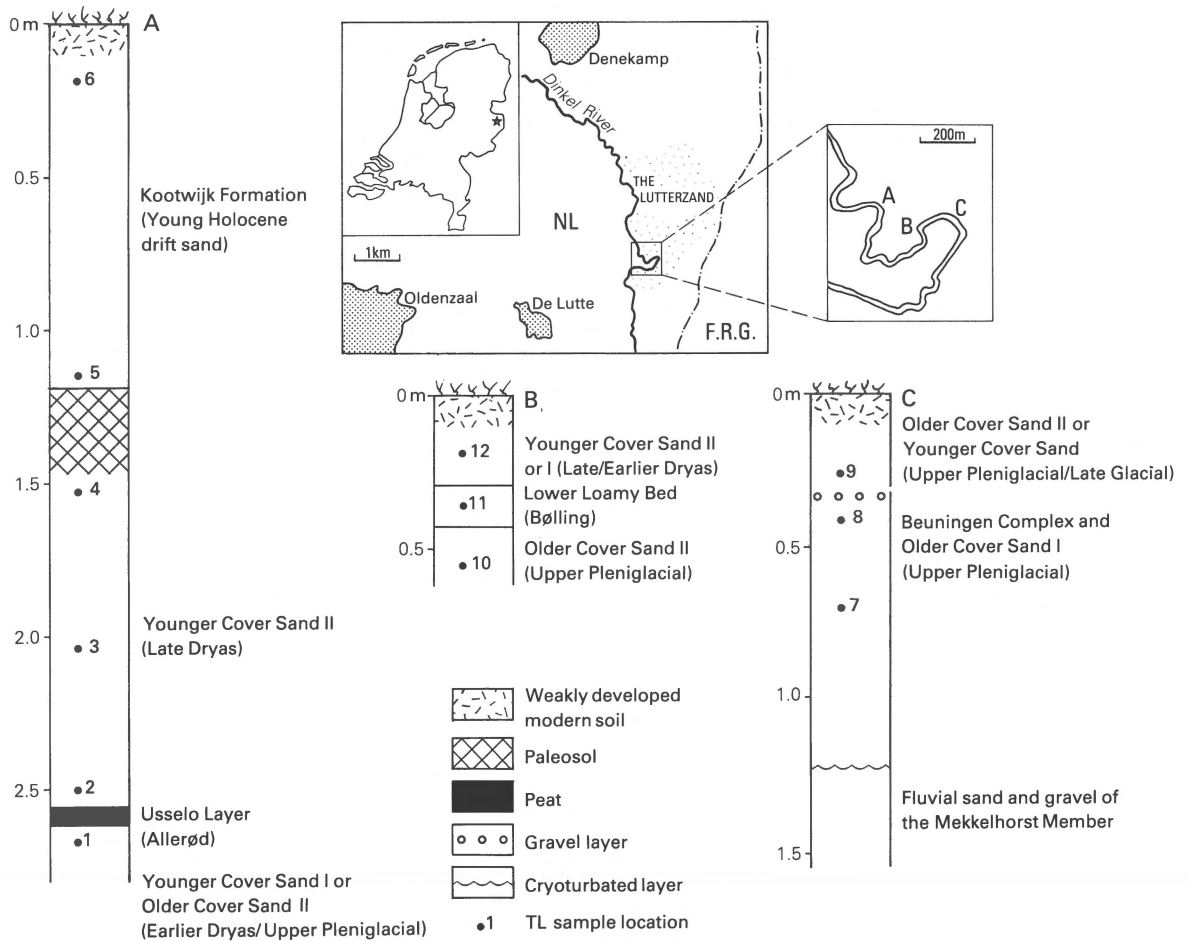 A
0 m
6
0.5
Kootwijk Formation
(Young Holocene
drift sand)
1.0
5
1.5
4
2.0
3
Younger Cover Sand II
(Late Dryas)
2.5
2
Usselo Layer
(Allerød)
1
Younger Cover Sand I or
Older Cover Sand II
(Earlier Dryas/Upper Pleniglacial)
Denekamp
Dinkel River
THE
LUTTERZAND
NL
1km
Oldenzaal
De Lutte
F.R.G.
200m
A
B
C
0 m
B
12
Younger Cover Sand II
or I (Late/Earlier Dryas)
11
Lower Loamy Bed
(Bølling)
0.5
10
Older Cover Sand II
(Upper Pleniglacial)
0 m
C
Older Cover Sand II or
Younger Cover Sand
(Upper Pleniglacial/Late Glacial)
9
8
Beuningen Complex and
Older Cover Sand I
(Upper Pleniglacial)
0.5
7
1.0
Fluvial sand and gravel of
the Mekkelhorst Member
1.5
Weakly developed
modern soil
Paleosol
Peat
Gravel layer
Cryoturbated layer
1 TL sample location